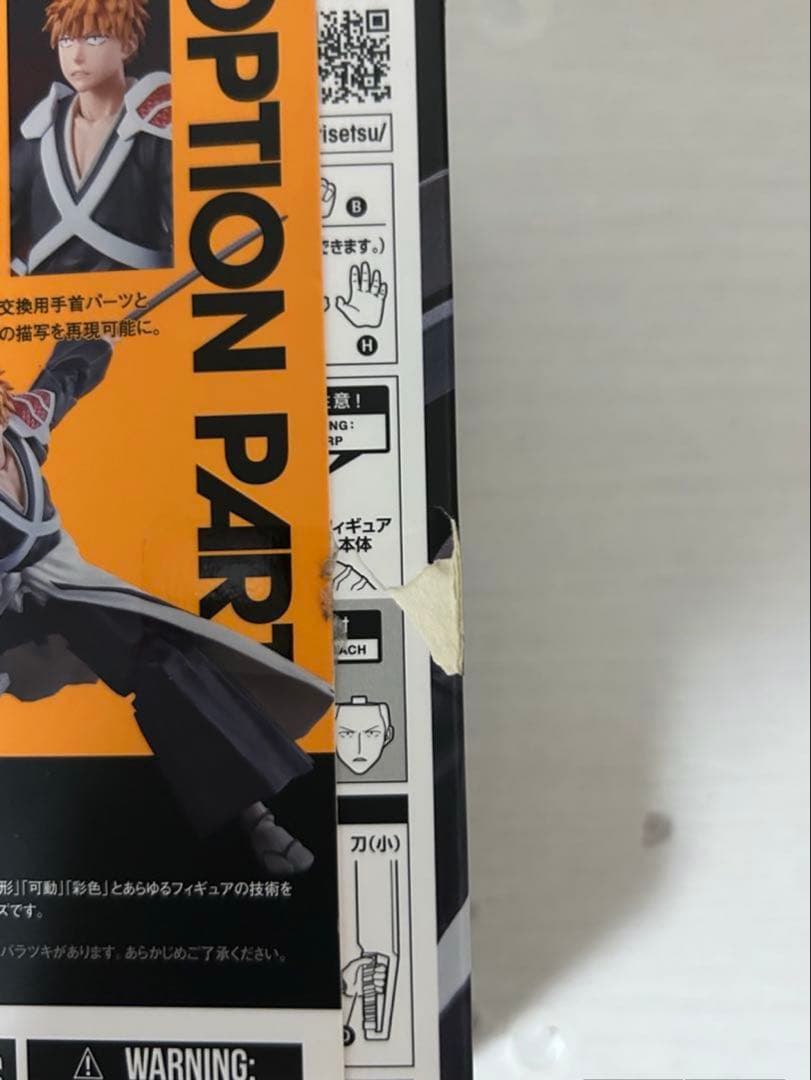 OPTION PART
risetsu/
B
できます。)
H
交換用手首パーツと
の描写を再現可能に。
注意!
NG:
RP
ィギュア
本体
ACH
刀(小)
形」「可動」「彩色」とあらゆるフィギュアの技術を
ズです。
バラツキがあります。あらかじめご了承ください。
WARNING: